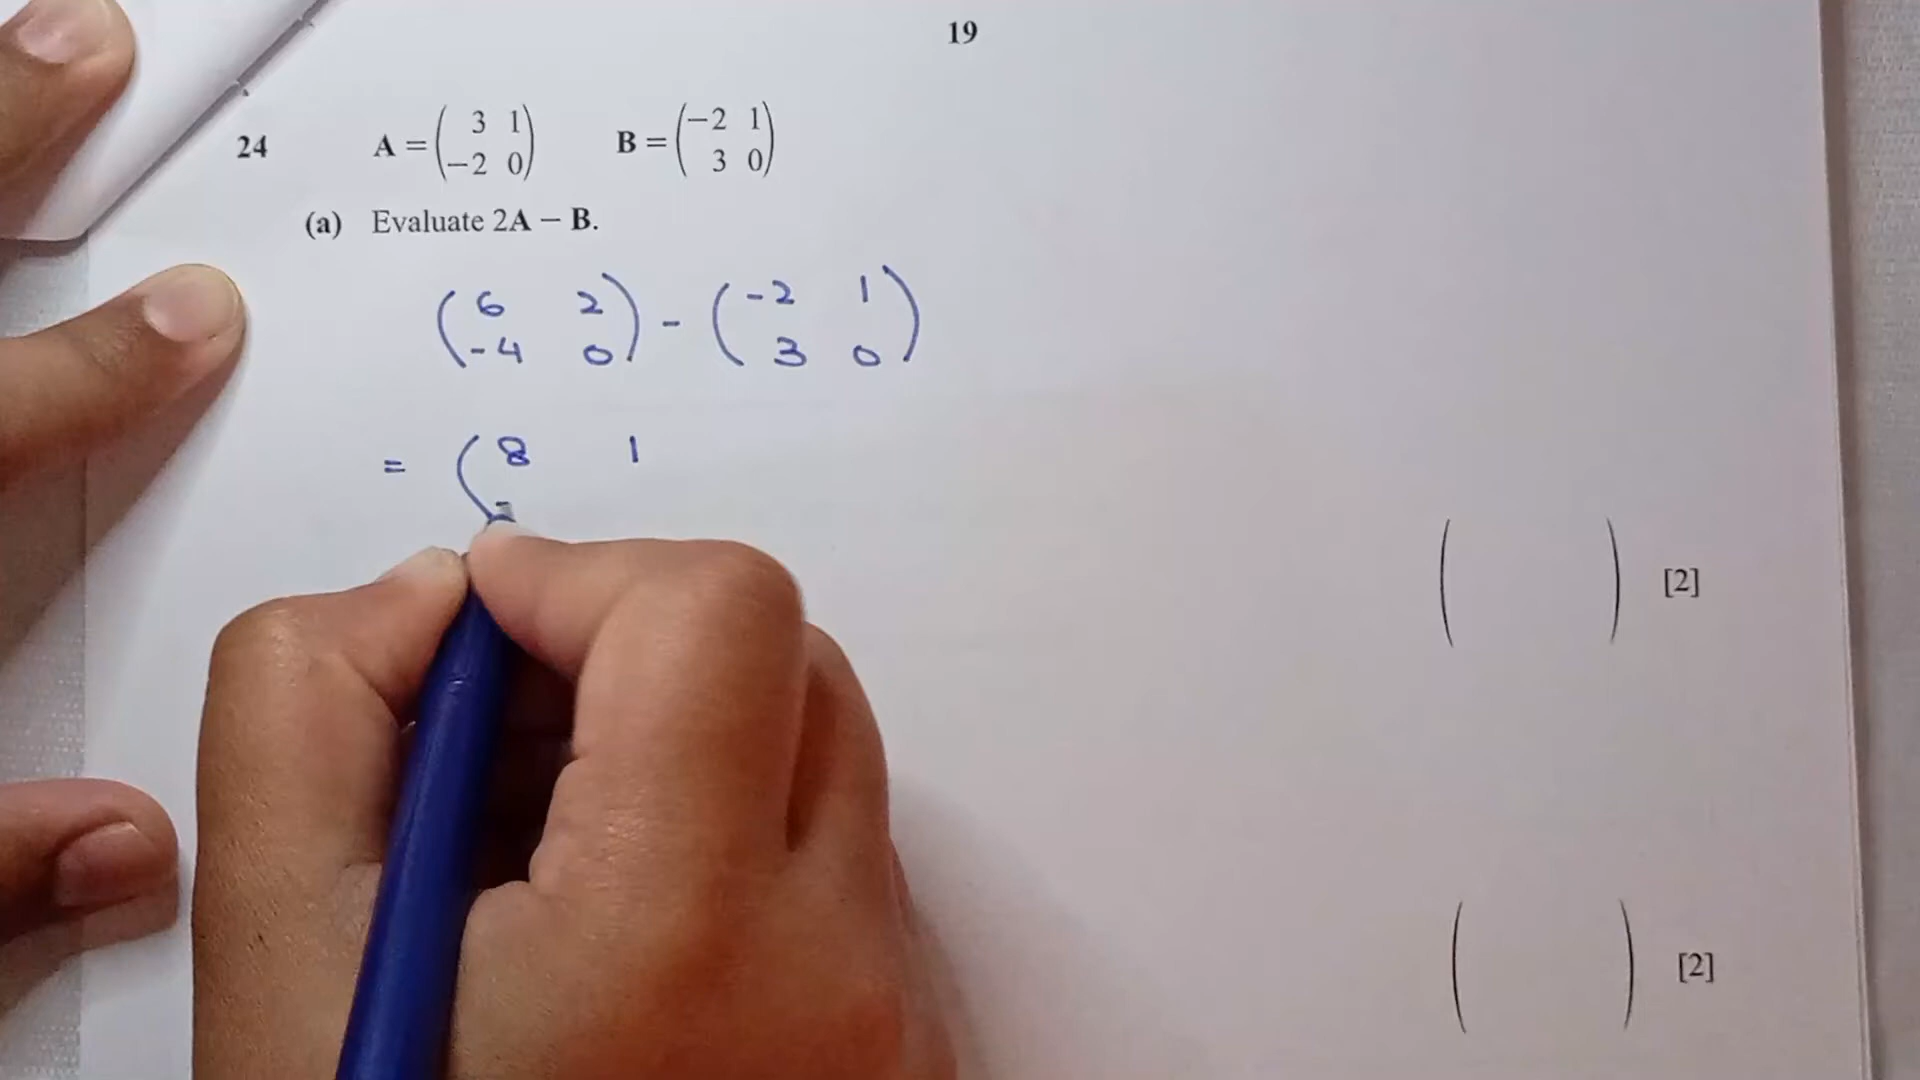 19
24 A = ( 3 1 ) B = ( −2 1 )
( −2 0 ) ( 3 0 )
(a) Evaluate 2A − B.
( 6 2 ) - ( -2 1 )
( -4 0 ) ( 3 0 )
= ( 8 1
-
( ) [2]
( ) [2]